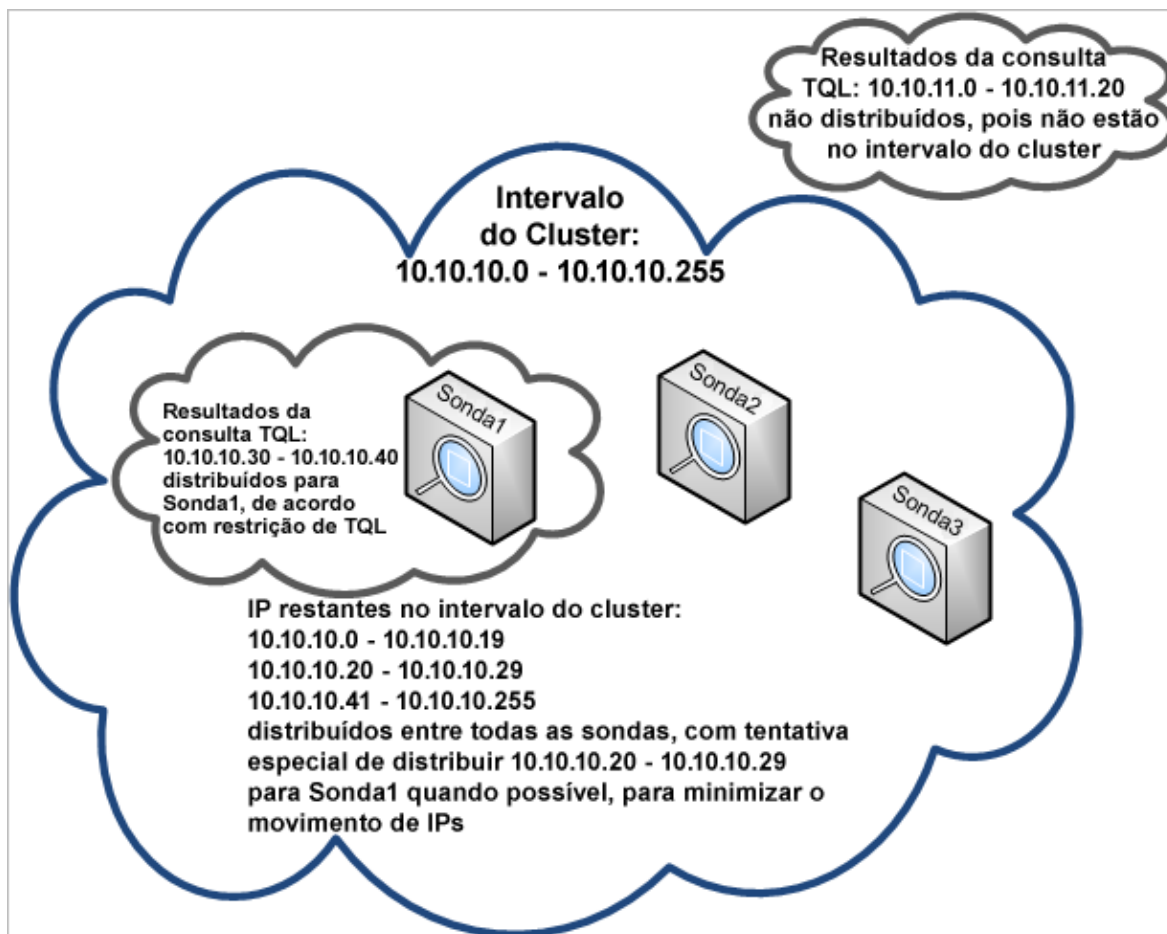 Resultados da consulta
TQL: 10.10.11.0 - 10.10.11.20
não distribuídos, pois não estão
no intervalo do cluster
Intervalo
do Cluster:
10.10.10.0 - 10.10.10.255
Resultados da
consulta TQL:
10.10.10.30 - 10.10.10.40
distribuídos para
Sonda1, de acordo
com restrição de TQL
Sonda1
Sonda2
Sonda3
IP restantes no intervalo do cluster:
10.10.10.0 - 10.10.10.19
10.10.10.20 - 10.10.10.29
10.10.10.41 - 10.10.10.255
distribuídos entre todas as sondas, com tentativa
especial de distribuir 10.10.10.20 - 10.10.10.29
para Sonda1 quando possível, para minimizar o
movimento de IPs